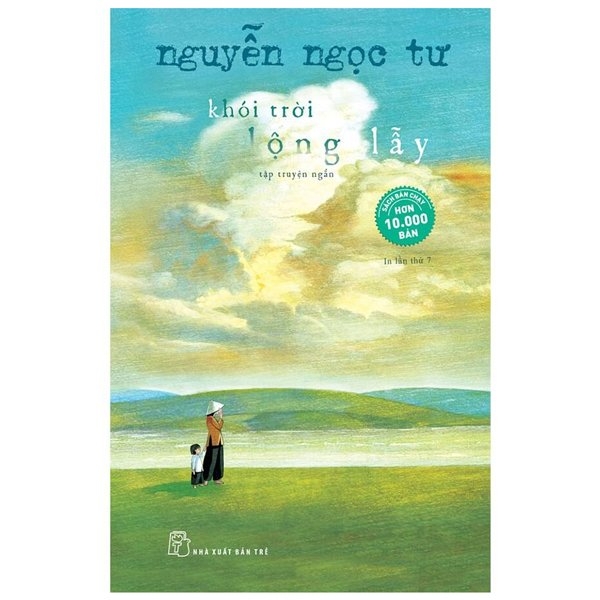 nguyễn ngọc tư
khói trời
lộng lẫy
tập truyện ngắn
SÁCH BÁN CHẠY
HƠN
10.000
BẢN
In lần thứ 7
NHÀ XUẤT BẢN TRẺ